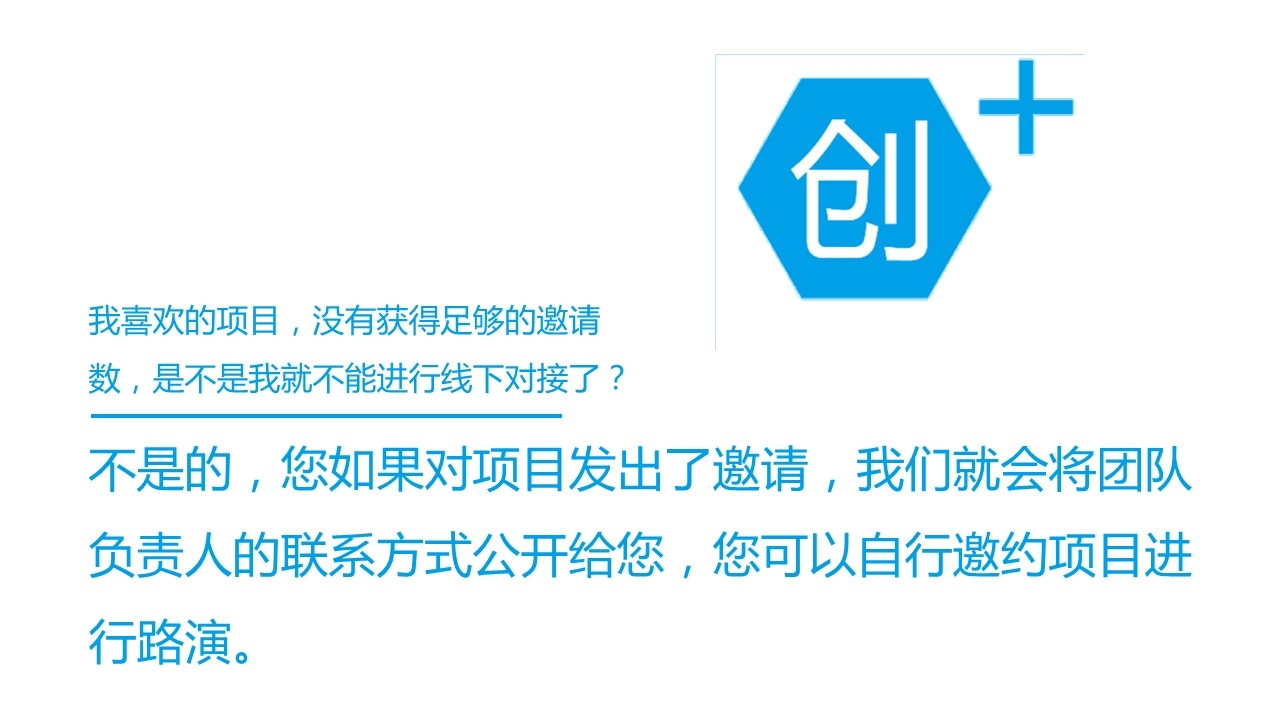 创+
我喜欢的项目，没有获得足够的邀请
数，是不是我就不能进行线下对接了？
不是的，您如果对项目发出了邀请，我们就会将团队
负责人的联系方式公开给您，您可以自行邀约项目进
行路演。